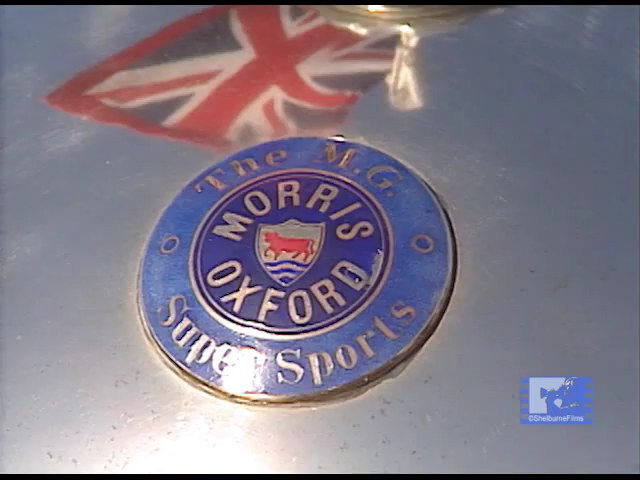 The M.G.
MORRIS
OXFORD
Super Sports
©ShelburneFilms